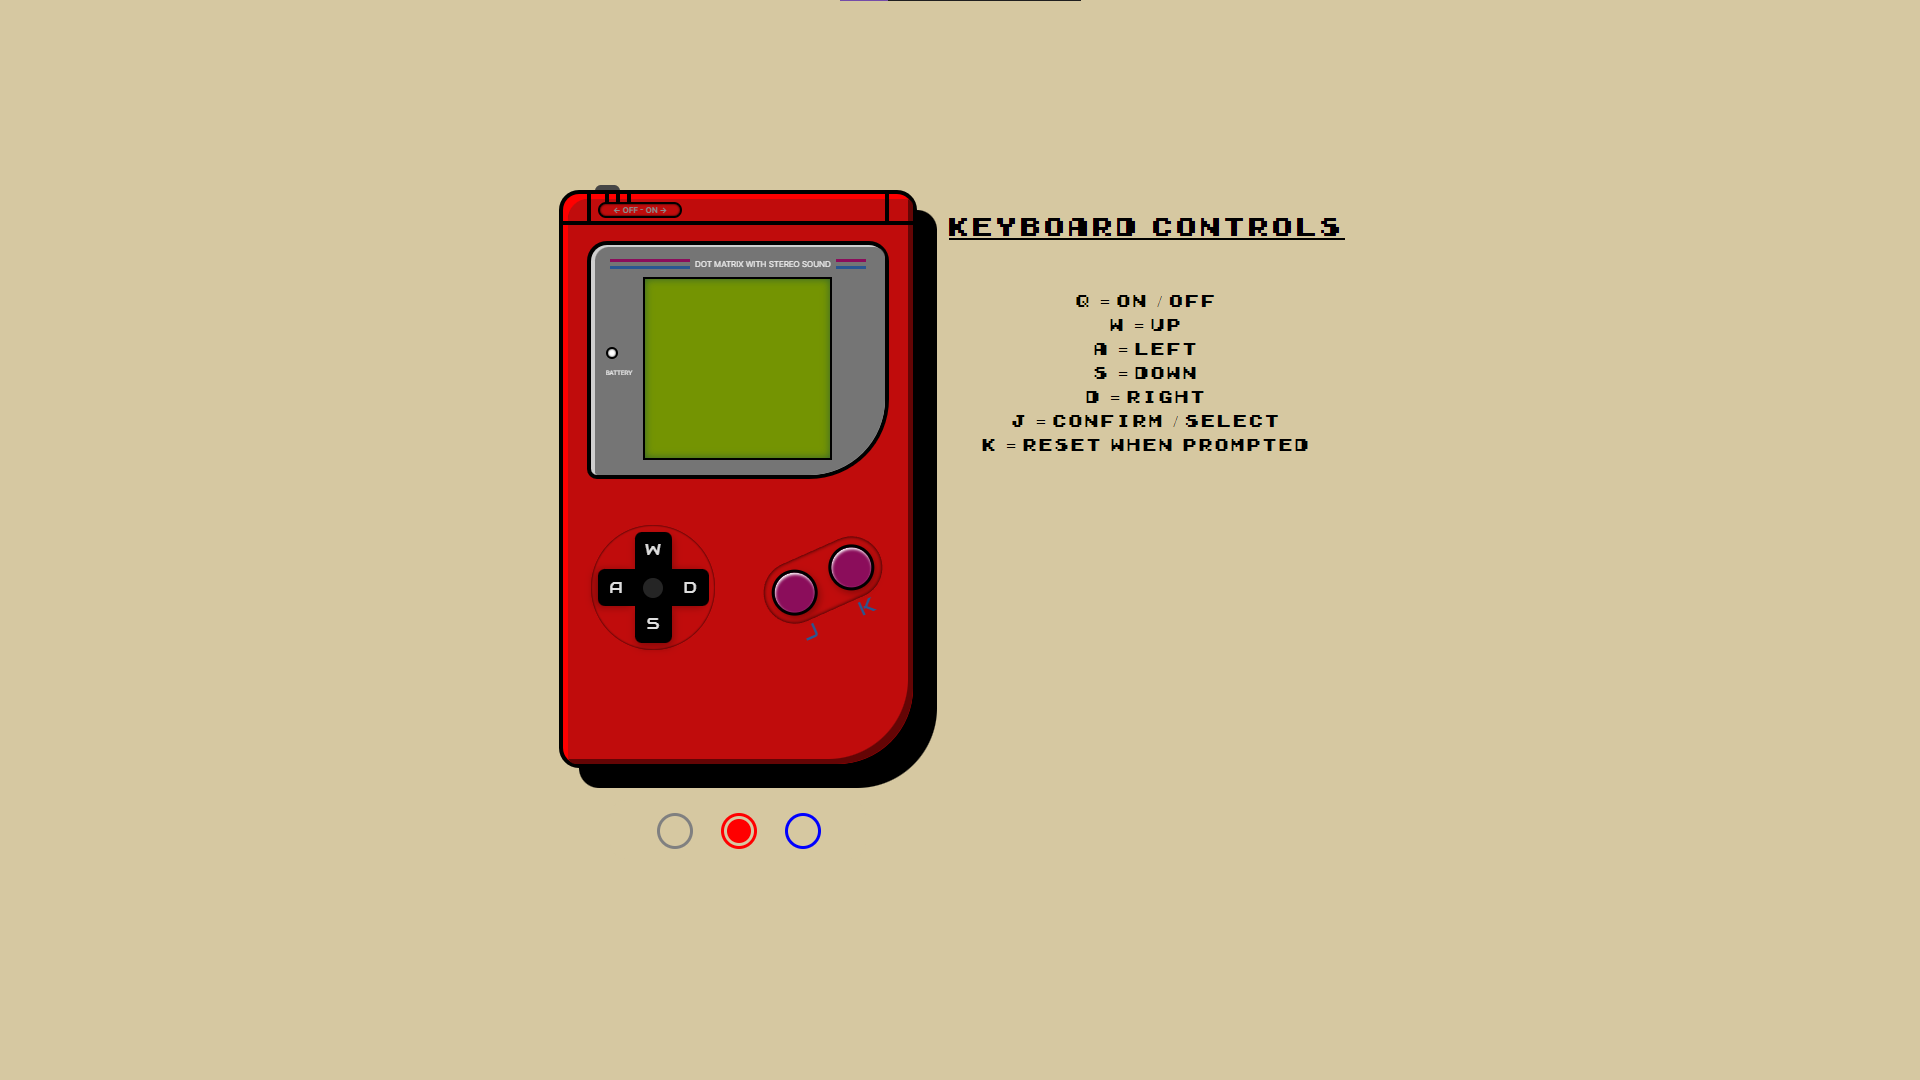 ← OFF - ON →
DOT MATRIX WITH STEREO SOUND
BATTERY
W
A
D
S
J
K
KEYBOARD CONTROLS
Q = ON / OFF
W = UP
A = LEFT
S = DOWN
D = RIGHT
J = CONFIRM / SELECT
K = RESET WHEN PROMPTED